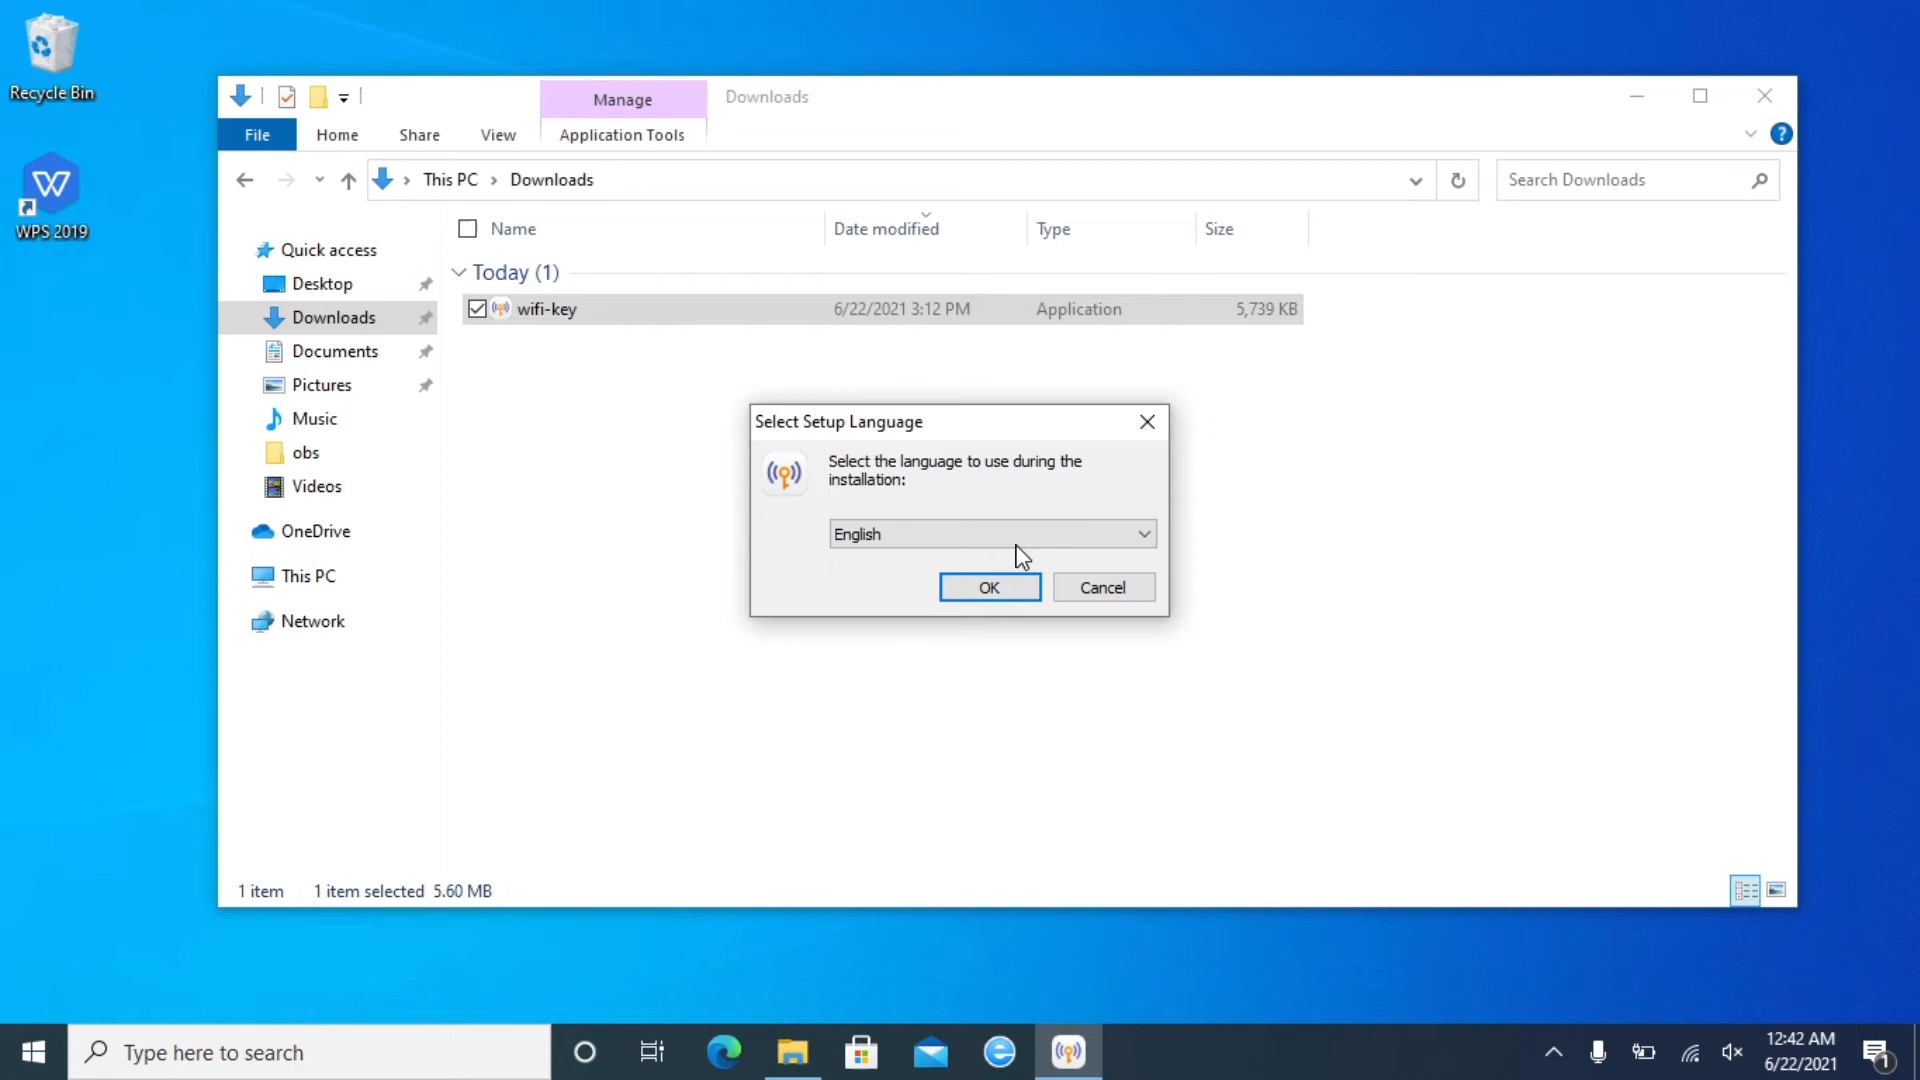 Recycle Bin
WPS 2019
Manage
Downloads
File
Home
Share
View
Application Tools
?
This PC
Downloads
Search Downloads
Name
Date modified
Type
Size
Quick access
Desktop
Downloads
Documents
Pictures
Music
obs
Videos
OneDrive
This PC
Network
Today (1)
wifi-key
6/22/2021 3:12 PM
Application
5,739 KB
Select Setup Language
Select the language to use during the
installation:
English
OK
Cancel
1 item
1 item selected 5.60 MB
Type here to search
12:42 AM
6/22/2021
1